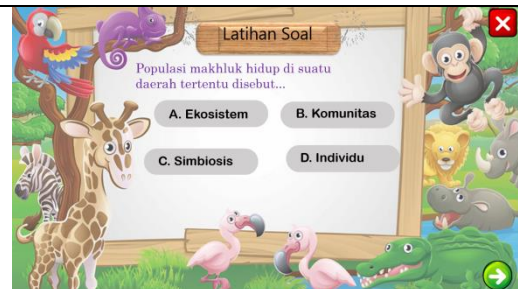 Latihan Soal
Populasi makhluk hidup di suatu
daerah tertentu disebut...
A. Ekosistem
B. Komunitas
C. Simbiosis
D. Individu